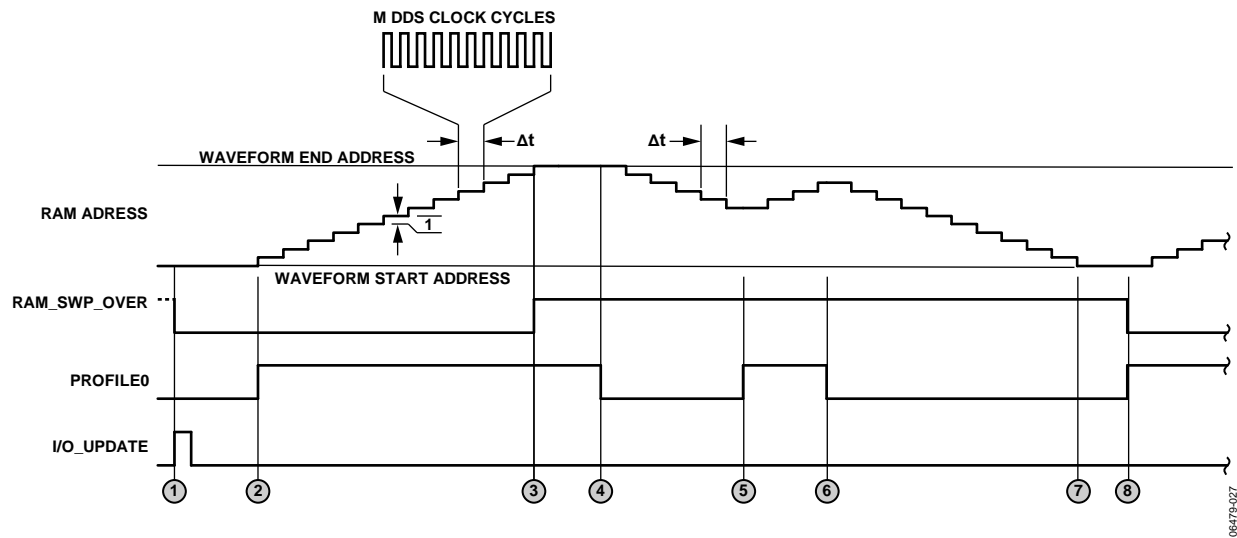 M DDS CLOCK CYCLES
Δt
Δt
WAVEFORM END ADDRESS
RAM ADRESS
1
WAVEFORM START ADDRESS
RAM_SWP_OVER
PROFILE0
I/O_UPDATE
1 2 3 4 5 6 7 8
06479-027